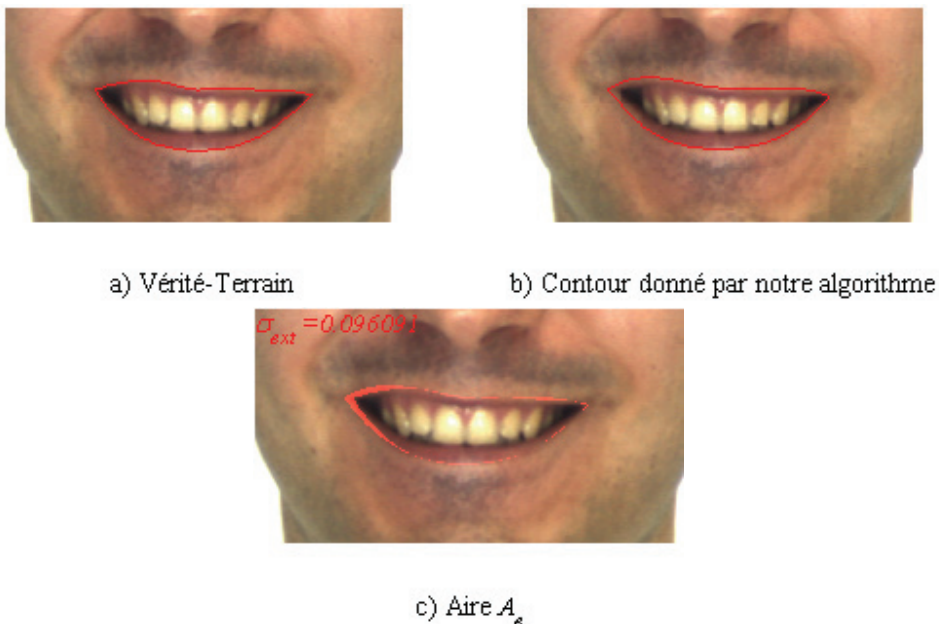 a) Vérité-Terrain
b) Contour donné par notre algorithme
σext =0.096091
c) Aire Ae